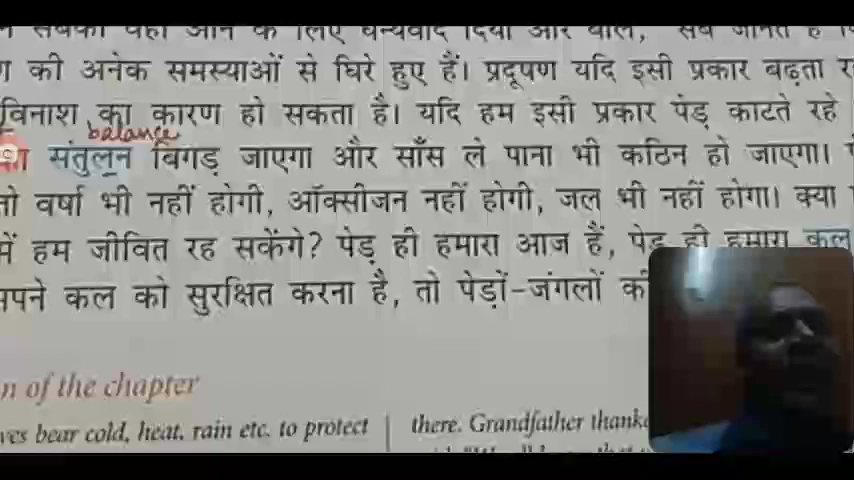 सबको यहाँ आने के लिए धन्यवाद दिया और बोले, "सब जानते
की अनेक समस्याओं से घिरे हुए हैं। प्रदूषण यदि इसी प्रकार बढ़ता
विनाश का कारण हो सकता है। यदि हम इसी प्रकार पेड़ काटते रहे
balance
संतुलन बिगड़ जाएगा और साँस ले पाना भी कठिन हो जाएगा।
तो वर्षा भी नहीं होगी, ऑक्सीजन नहीं होगी, जल भी नहीं होगा। क्या
में हम जीवित रह सकेंगे? पेड़ ही हमारा आज हैं, पेड़ ही हमारा कल
अपने कल को सुरक्षित करना है, तो पेड़ों-जंगलों की
n of the chapter
ves bear cold, heat, rain etc. to protect
there. Grandfather thanke